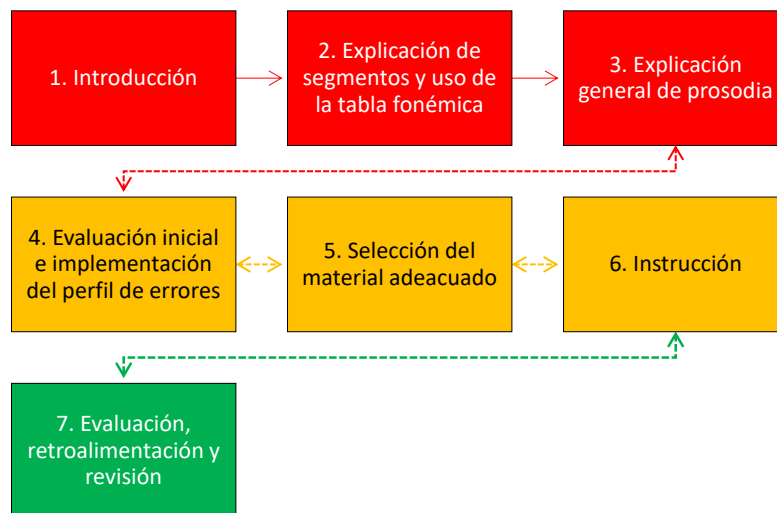 1. Introducción
2. Explicación de
segmentos y uso de
la tabla fonémica
3. Explicación
general de prosodia
4. Evaluación inicial
e implementación
del perfil de errores
5. Selección del
material adeacuado
6. Instrucción
7. Evaluación,
retroalimentación y
revisión